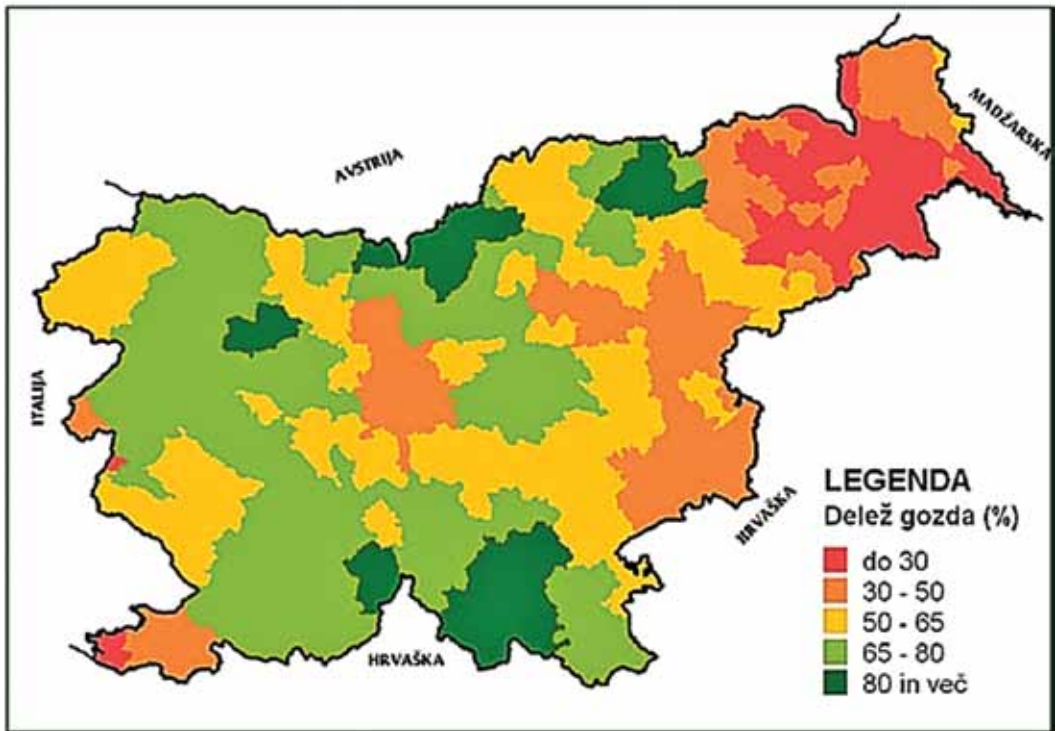 AVSTRIJA
MADŽARSKA
ITALIJA
HRVAŠKA
HRVAŠKA
LEGENDA
Delež gozda (%)
do 30
30 - 50
50 - 65
65 - 80
80 in več